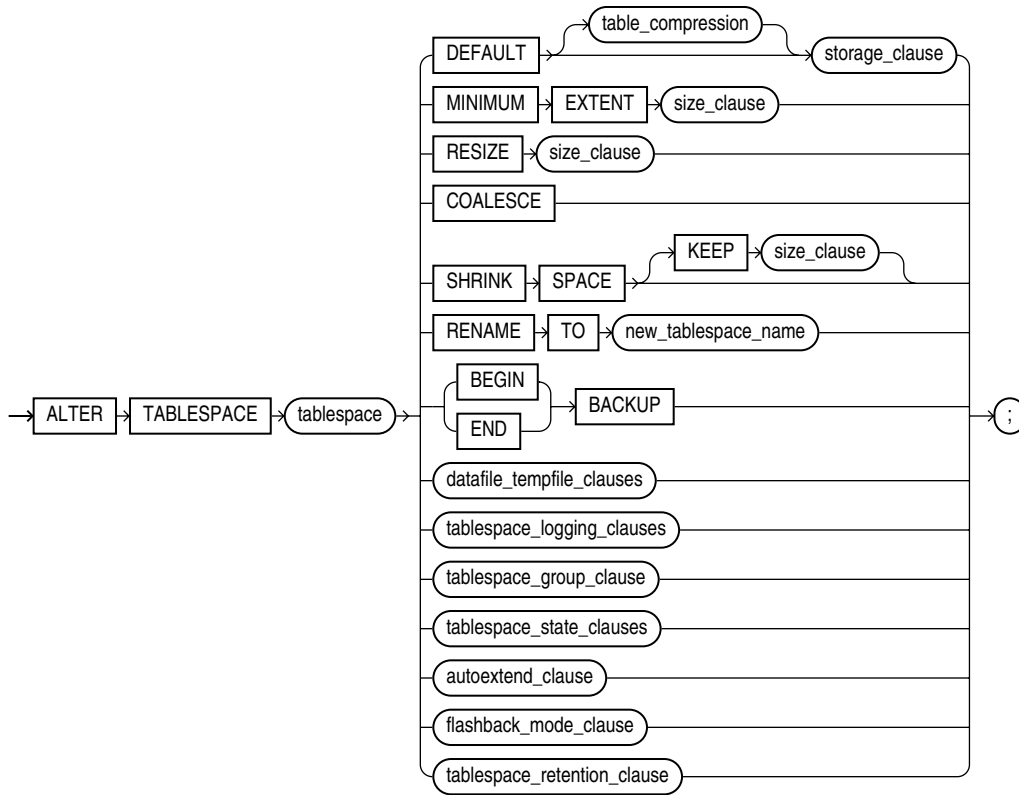 table_compression
DEFAULT storage_clause
MINIMUM EXTENT size_clause
RESIZE size_clause
COALESCE
KEEP size_clause
SHRINK SPACE
RENAME TO new_tablespace_name
BEGIN
ALTER TABLESPACE tablespace BACKUP ;
END
datafile_tempfile_clauses
tablespace_logging_clauses
tablespace_group_clause
tablespace_state_clauses
autoextend_clause
flashback_mode_clause
tablespace_retention_clause